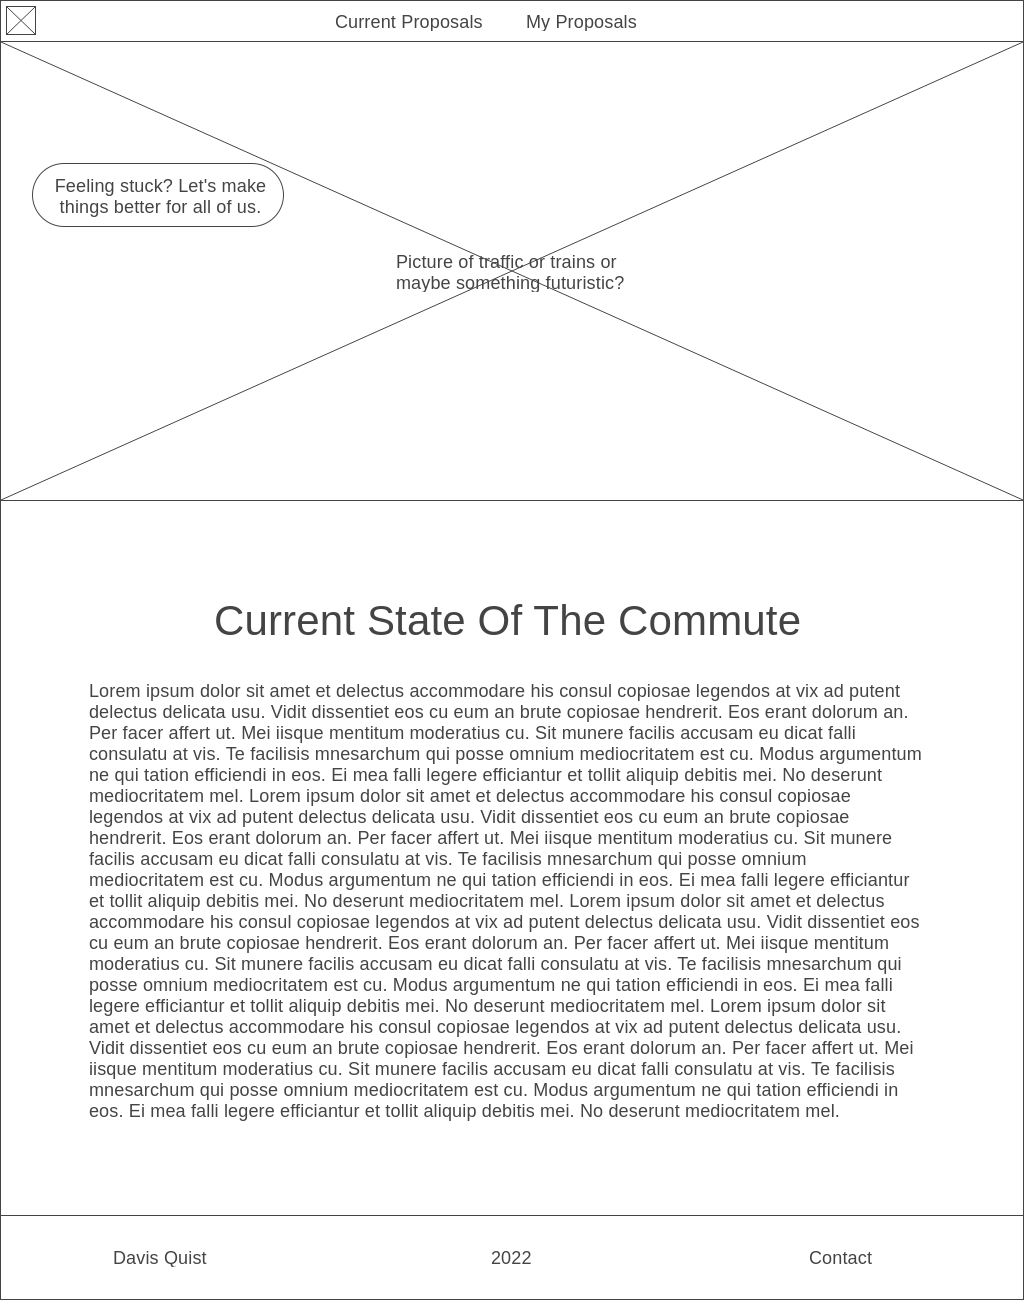 Current Proposals My Proposals
Feeling stuck? Let's make
things better for all of us.
Picture of traffic or trains or
maybe something futuristic?
Current State Of The Commute
Lorem ipsum dolor sit amet et delectus accommodare his consul copiosae legendos at vix ad putent
delectus delicata usu. Vidit dissentiet eos cu eum an brute copiosae hendrerit. Eos erant dolorum an.
Per facer affert ut. Mei iisque mentitum moderatius cu. Sit munere facilis accusam eu dicat falli
consulatu at vis. Te facilisis mnesarchum qui posse omnium mediocritatem est cu. Modus argumentum
ne qui tation efficiendi in eos. Ei mea falli legere efficiantur et tollit aliquip debitis mei. No deserunt
mediocritatem mel. Lorem ipsum dolor sit amet et delectus accommodare his consul copiosae
legendos at vix ad putent delectus delicata usu. Vidit dissentiet eos cu eum an brute copiosae
hendrerit. Eos erant dolorum an. Per facer affert ut. Mei iisque mentitum moderatius cu. Sit munere
facilis accusam eu dicat falli consulatu at vis. Te facilisis mnesarchum qui posse omnium
mediocritatem est cu. Modus argumentum ne qui tation efficiendi in eos. Ei mea falli legere efficiantur
et tollit aliquip debitis mei. No deserunt mediocritatem mel. Lorem ipsum dolor sit amet et delectus
accommodare his consul copiosae legendos at vix ad putent delectus delicata usu. Vidit dissentiet eos
cu eum an brute copiosae hendrerit. Eos erant dolorum an. Per facer affert ut. Mei iisque mentitum
moderatius cu. Sit munere facilis accusam eu dicat falli consulatu at vis. Te facilisis mnesarchum qui
posse omnium mediocritatem est cu. Modus argumentum ne qui tation efficiendi in eos. Ei mea falli
legere efficiantur et tollit aliquip debitis mei. No deserunt mediocritatem mel. Lorem ipsum dolor sit
amet et delectus accommodare his consul copiosae legendos at vix ad putent delectus delicata usu.
Vidit dissentiet eos cu eum an brute copiosae hendrerit. Eos erant dolorum an. Per facer affert ut. Mei
iisque mentitum moderatius cu. Sit munere facilis accusam eu dicat falli consulatu at vis. Te facilisis
mnesarchum qui posse omnium mediocritatem est cu. Modus argumentum ne qui tation efficiendi in
eos. Ei mea falli legere efficiantur et tollit aliquip debitis mei. No deserunt mediocritatem mel.
Davis Quist 2022 Contact